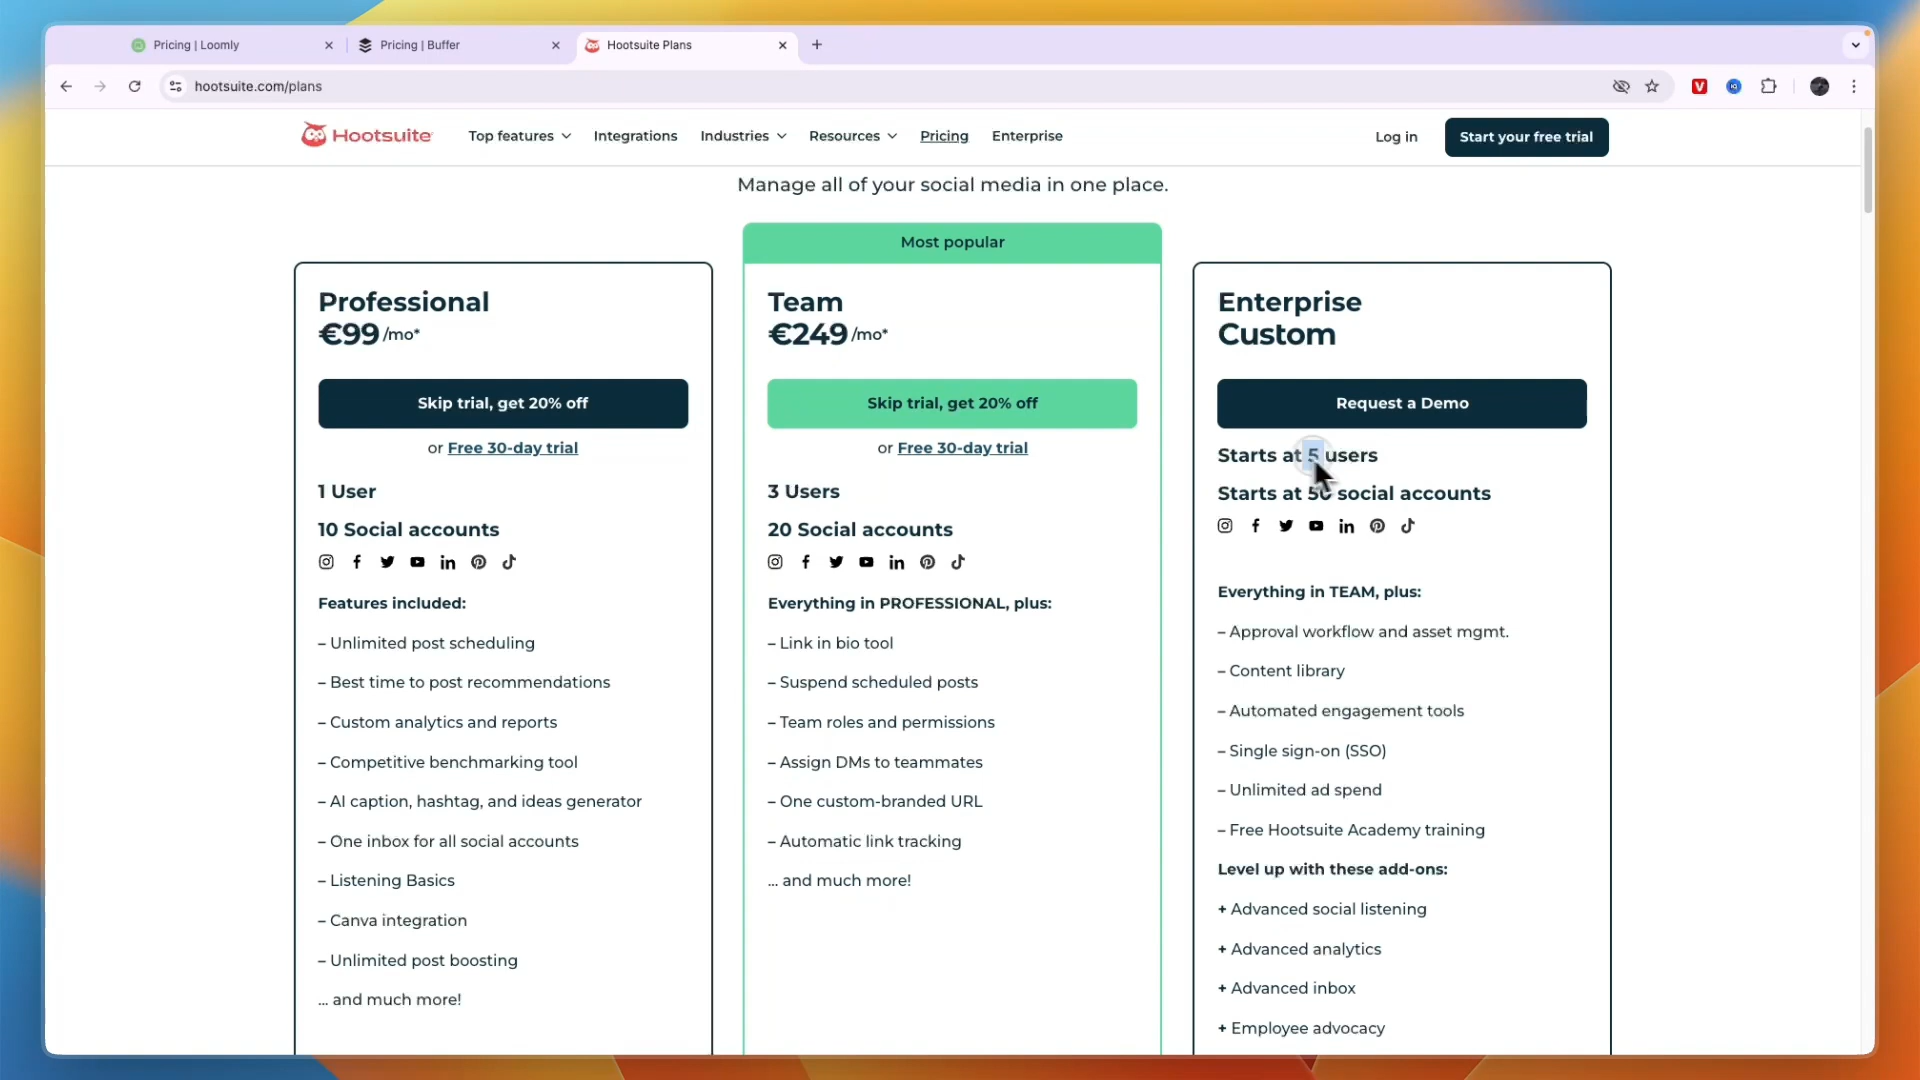 Pricing | Loomly
Pricing | Buffer
Hootsuite Plans
hootsuite.com/plans
Hootsuite
Top features
Integrations
Industries
Resources
Pricing
Enterprise
Log in
Start your free trial
Manage all of your social media in one place.
Professional
€99 /mo*
Skip trial, get 20% off
or Free 30-day trial
1 User
10 Social accounts
Features included:
– Unlimited post scheduling
– Best time to post recommendations
– Custom analytics and reports
– Competitive benchmarking tool
– AI caption, hashtag, and ideas generator
– One inbox for all social accounts
– Listening Basics
– Canva integration
– Unlimited post boosting
... and much more!
Most popular
Team
€249 /mo*
Skip trial, get 20% off
or Free 30-day trial
3 Users
20 Social accounts
Everything in PROFESSIONAL, plus:
– Link in bio tool
– Suspend scheduled posts
– Team roles and permissions
– Assign DMs to teammates
– One custom-branded URL
– Automatic link tracking
... and much more!
Enterprise
Custom
Request a Demo
Starts at 5 users
Starts at 50 social accounts
Everything in TEAM, plus:
– Approval workflow and asset mgmt.
– Content library
– Automated engagement tools
– Single sign-on (SSO)
– Unlimited ad spend
– Free Hootsuite Academy training
Level up with these add-ons:
+ Advanced social listening
+ Advanced analytics
+ Advanced inbox
+ Employee advocacy